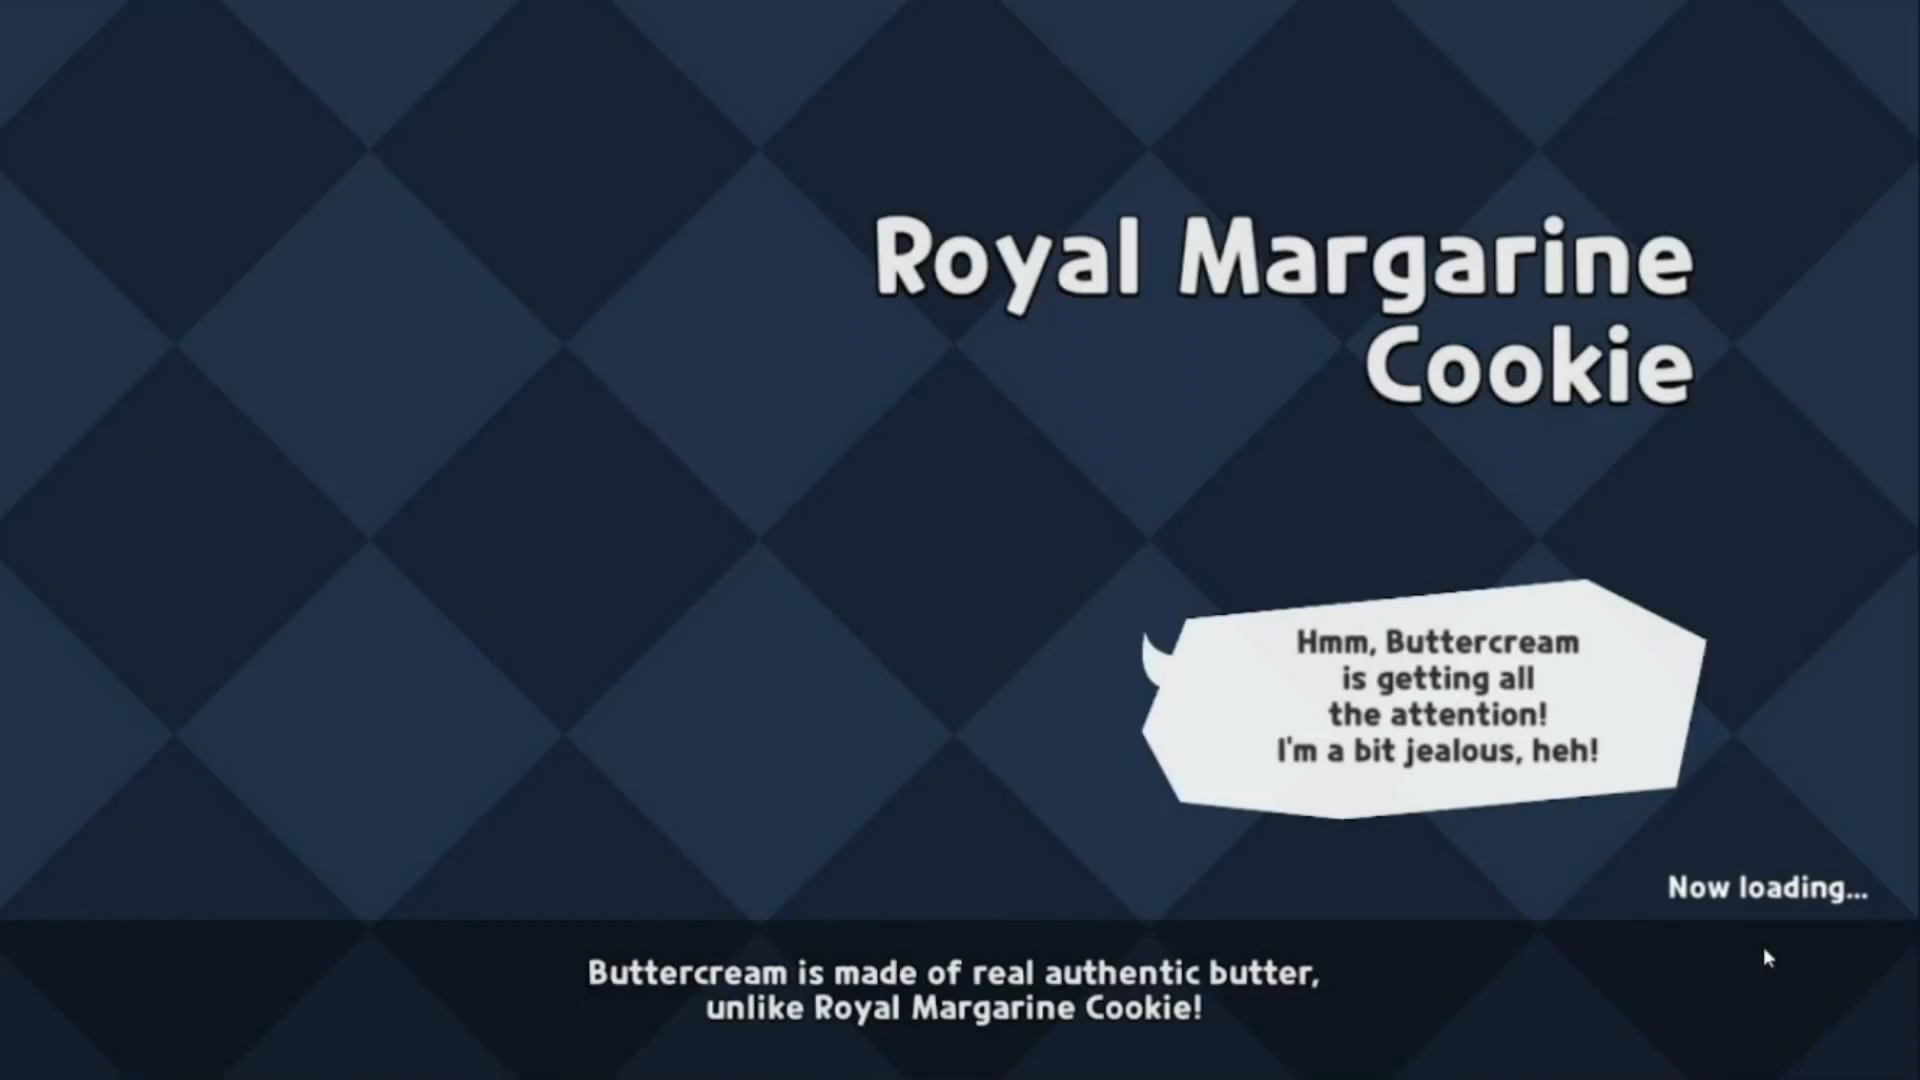 Royal Margarine
Cookie
Hmm, Buttercream
is getting all
the attention!
I'm a bit jealous, heh!
Now loading...
Buttercream is made of real authentic butter,
unlike Royal Margarine Cookie!